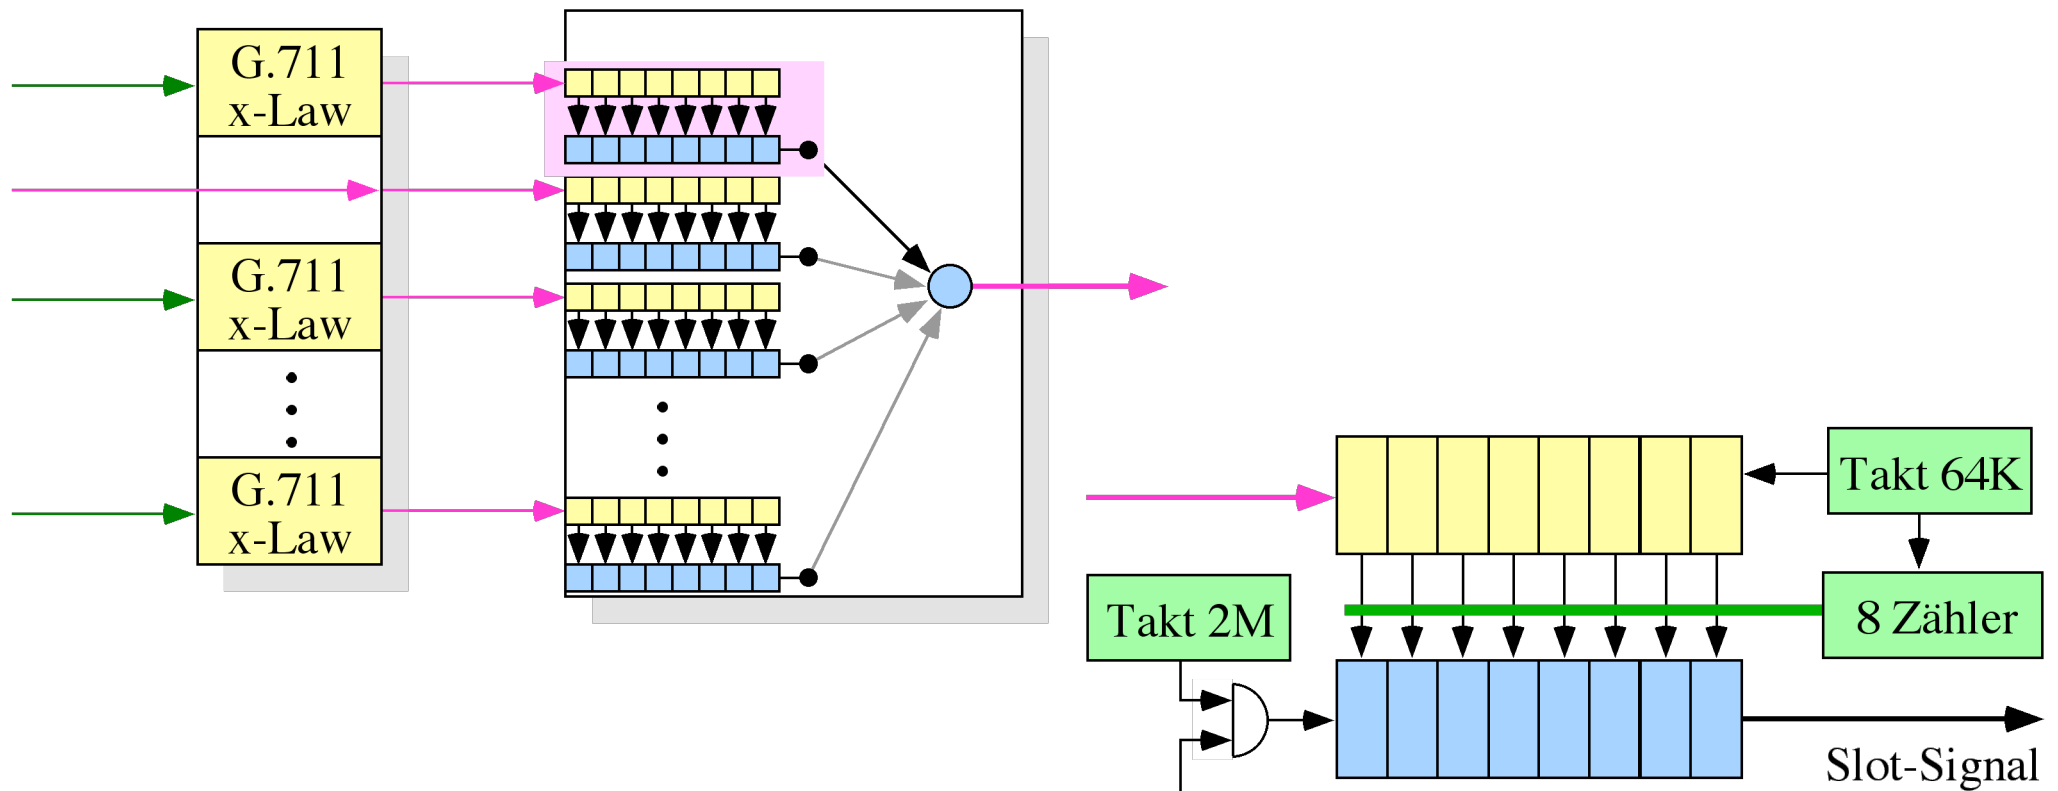 G.711
x-Law
G.711
x-Law
G.711
x-Law
Takt 64K
8 Zähler
Takt 2M
Slot-Signal